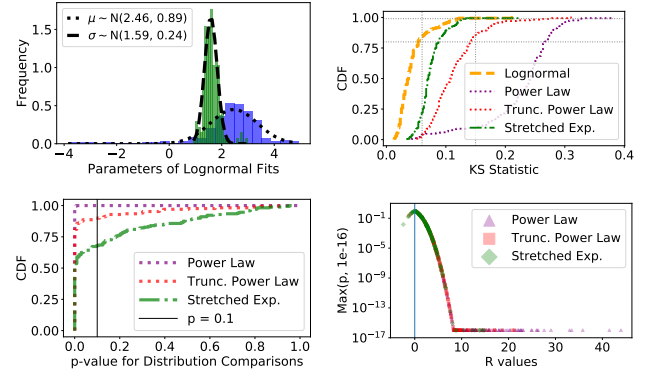 μ ~ N(2.46, 0.89)
σ ~ N(1.59, 0.24)
Frequency
1.5
1.0
0.5
0.0
−4 −2 0 2 4
Parameters of Lognormal Fits
CDF
1.00
0.75
0.50
0.25
0.00
Lognormal
Power Law
Trunc. Power Law
Stretched Exp.
0.0 0.1 0.2 0.3 0.4
KS Statistic
CDF
1.00
0.75
0.50
0.25
0.00
Power Law
Trunc. Power Law
Stretched Exp.
p = 0.1
0.0 0.2 0.4 0.6 0.8 1.0
p-value for Distribution Comparisons
Max(p, 1e-16)
10⁻¹
10⁻⁵
10⁻⁹
10⁻¹³
10⁻¹⁷
Power Law
Trunc. Power Law
Stretched Exp.
0 10 20 30 40
R values